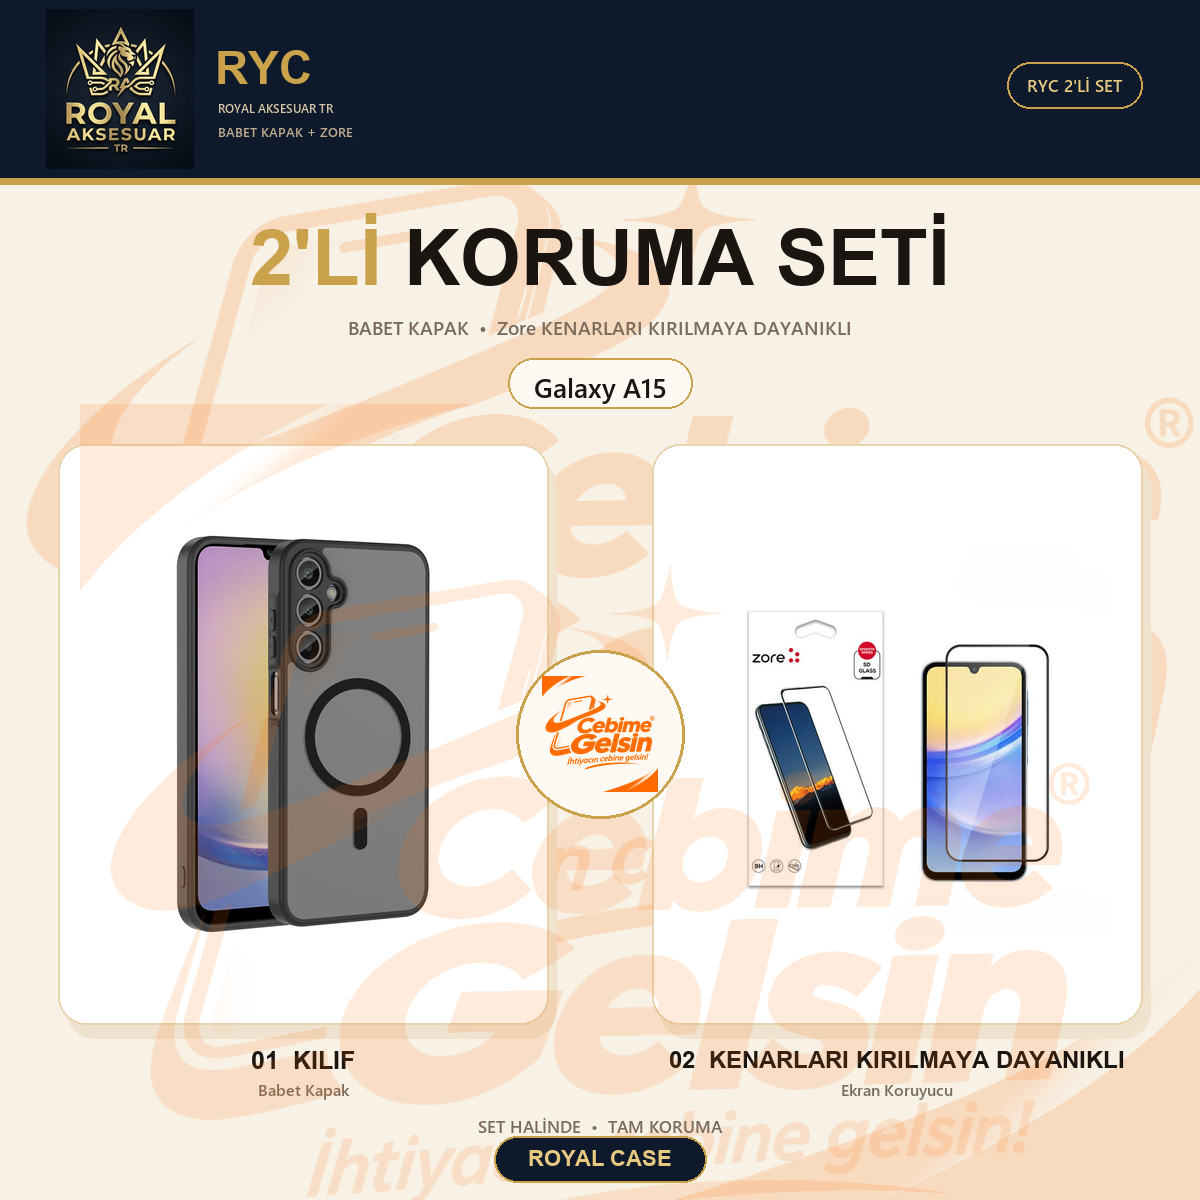 ROYAL
AKSESUAR
TR
RYC
ROYAL AKSESUAR TR
BABET KAPAK + ZORE
RYC 2'Lİ SET
2'Lİ KORUMA SETİ
BABET KAPAK • Zore KENARLARI KIRILMAYA DAYANIKLI
Galaxy A15
zore
5D
GLASS
9H
Cebime®
Gelsin
İhtiyacın cebine gelsin!
Cebime®
Gelsin
01 KILIF
Babet Kapak
02 KENARLARI KIRILMAYA DAYANIKLI
Ekran Koruyucu
SET HALİNDE • TAM KORUMA
ROYAL CASE